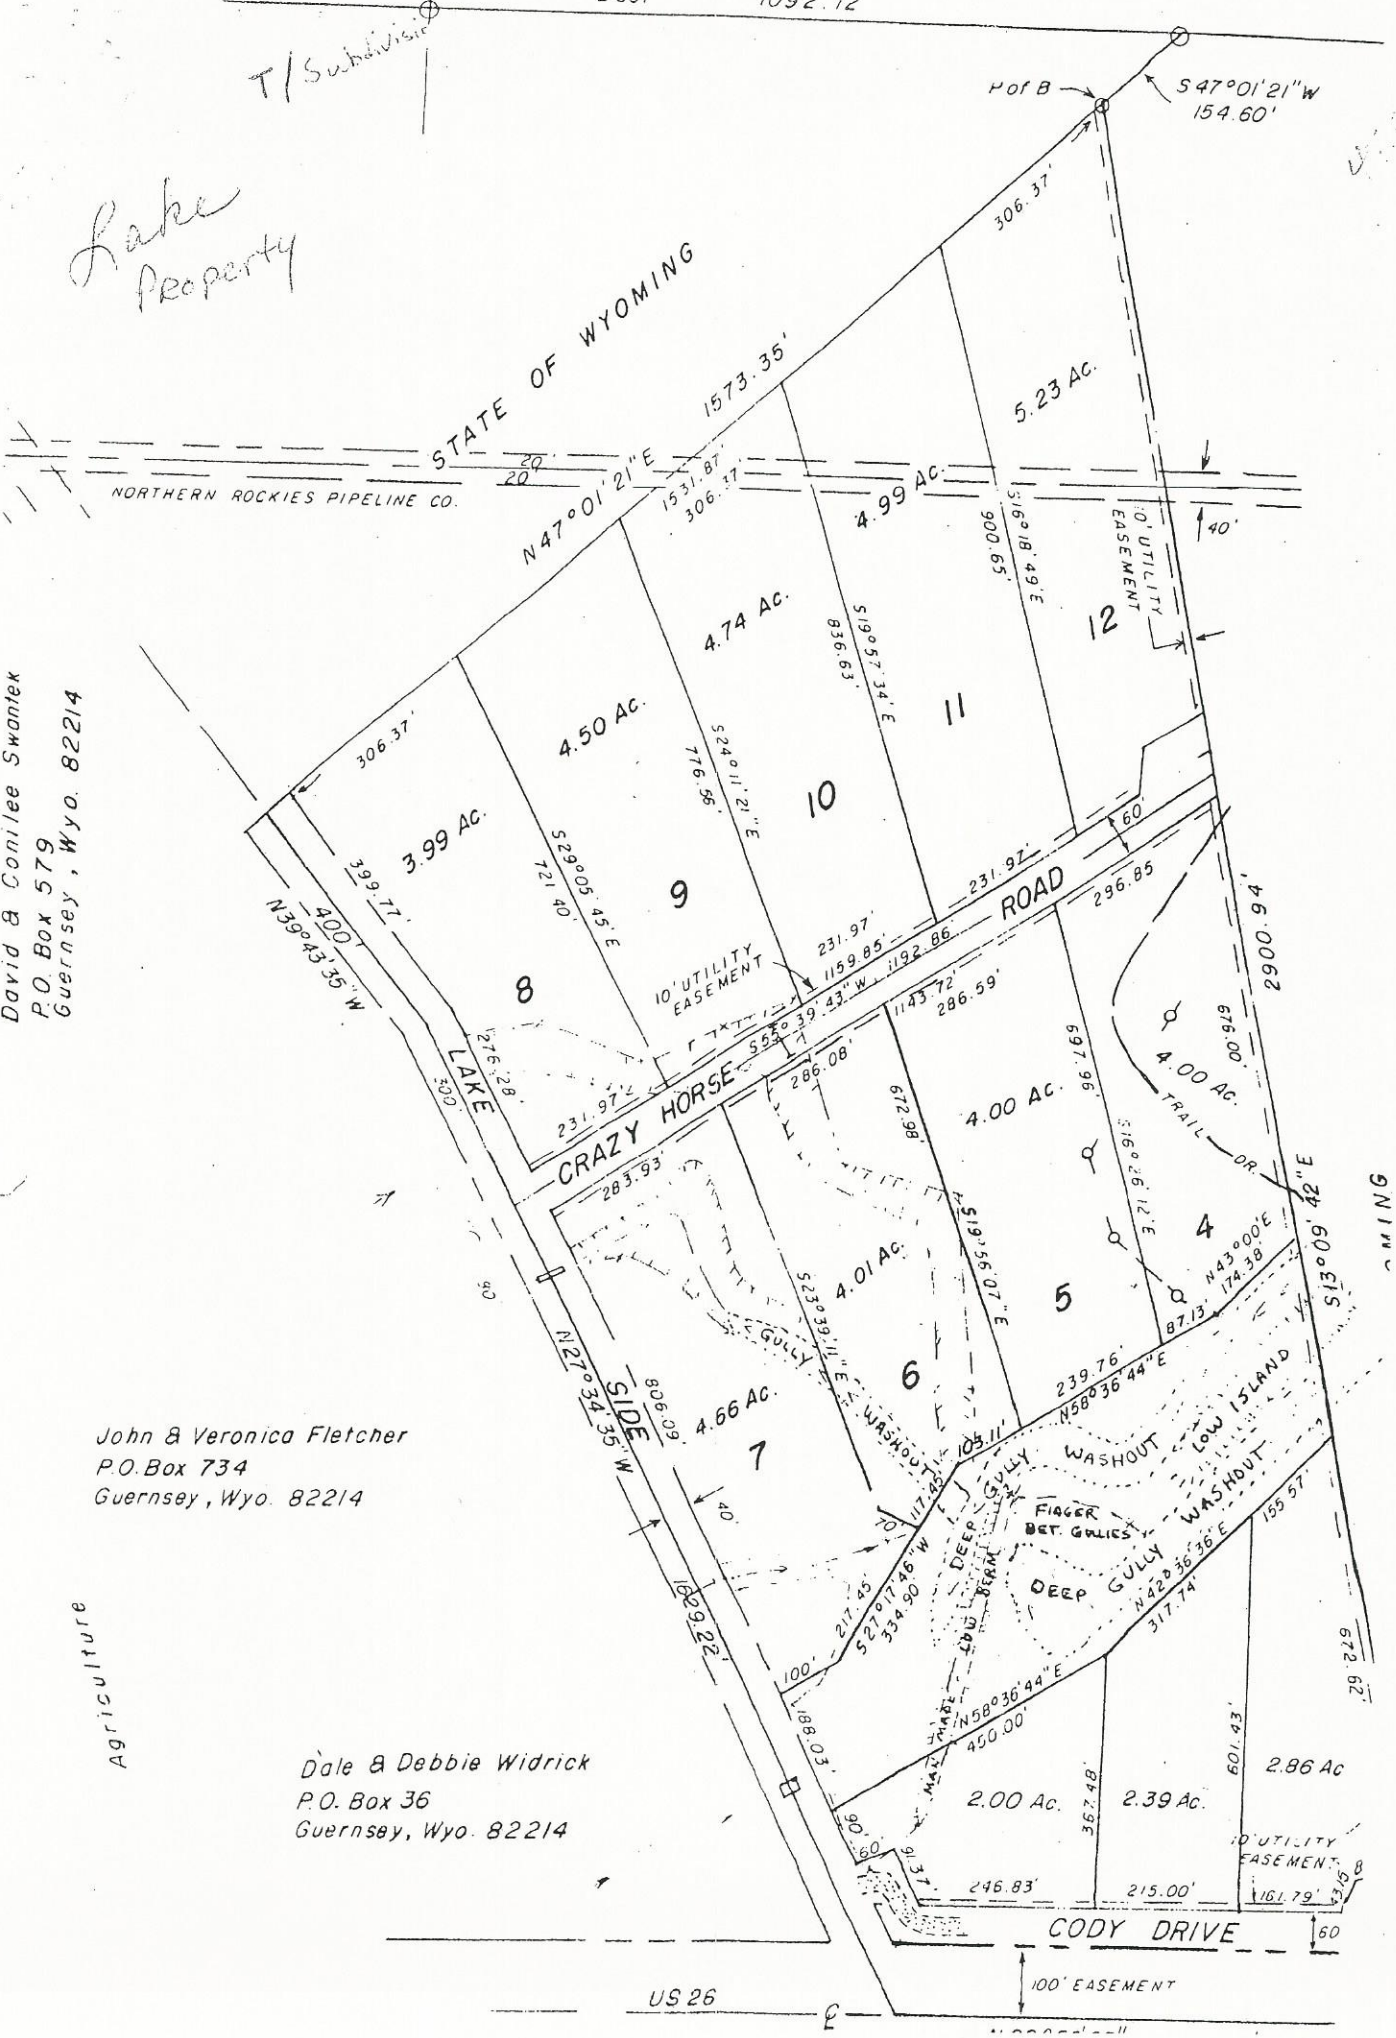 1092.12
T/Subdivision
P of B
S 47°01'21"W
154.60'
Lake
Property
306.37'
STATE OF WYOMING
1573.35'
5.23 Ac.
20'
20'
NORTHERN ROCKIES PIPELINE CO.
N47°01'21"E
1531.87'
306.37'
4.99 Ac.
S16°18'49"E
900.65'
10' UTILITY
EASEMENT
40'
12
4.74 Ac.
S19°57'34"E
836.63'
11
David & Conilee Swantek
P.O. Box 579
Guernsey, Wyo. 82214
306.37'
4.50 Ac.
S24°11'21"E
776.56'
10
3.99 Ac.
S29°05'45"E
721.40'
9
60'
231.97'
ROAD
296.85
399.77'
400'
N39°43'35"W
8
10' UTILITY
EASEMENT
231.97'
1159.85'
1192.86'
S55°39'43"W
1143.72'
286.59'
2600.94'
LAKE
276.28'
300'
231.97'
CRAZY HORSE
286.08'
283.93'
672.98'
4.00 Ac.
697.96'
676.00'
4.00 AC.
TRAIL
DR.
S16°26'12"E
4
N43°00'E
174.38'
S13°09'42"E
40'
4.01 Ac.
S23°39'11"E
S19°56'07"E
5
87.13'
239.76'
N58°36'44"E
GULLY
6
WASHOUT
103.11'
N27°34'35"W
SIDE
806.09
4.66 Ac.
7
40'
LOW ISLAND
WASHOUT
WASHOUT
DEEP GULLY
FIAGER
BET. GULLIES
DEEP GULLY
John & Veronica Fletcher
P.O. Box 734
Guernsey, Wyo. 82214
70'
117.45'
217.45'
S27°17'46"W
334.90'
LOW BERM
MAN MADE
N42°36'36"E
317.74'
155.57'
1629.22'
100'
188.03'
N58°36'44"E
450.00'
672.62'
Agriculture
Dale & Debbie Widrick
P.O. Box 36
Guernsey, Wyo. 82214
2.00 Ac.
367.48'
2.39 Ac.
601.43'
2.86 Ac
90'
60'
91.37'
10' UTILITY
EASEMENT
246.83'
215.00'
161.79'
43.15
CODY DRIVE
60
100' EASEMENT
US 26